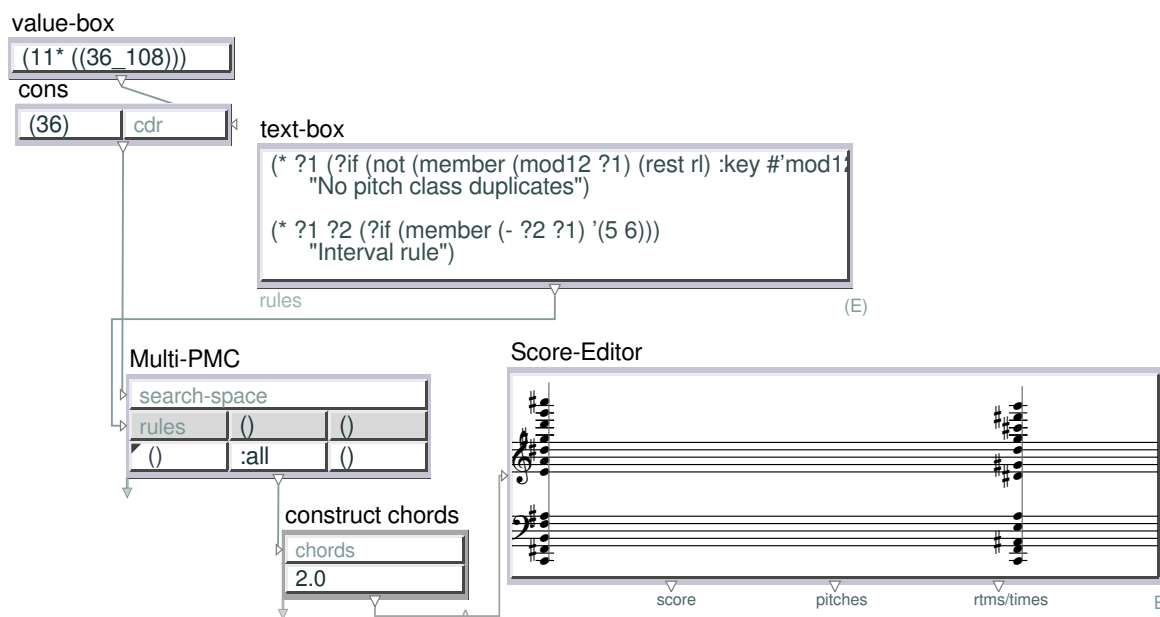 value-box
(11* ((36_108)))
cons
(36) cdr
text-box
(* ?1 (?if (not (member (mod12 ?1) (rest rl) :key #'mod12
"No pitch class duplicates")
(* ?1 ?2 (?if (member (- ?2 ?1) '(5 6)))
"Interval rule")
rules (E)
Multi-PMC
search-space
rules () ()
() :all ()
construct chords
chords
2.0
Score-Editor
score pitches rtms/times